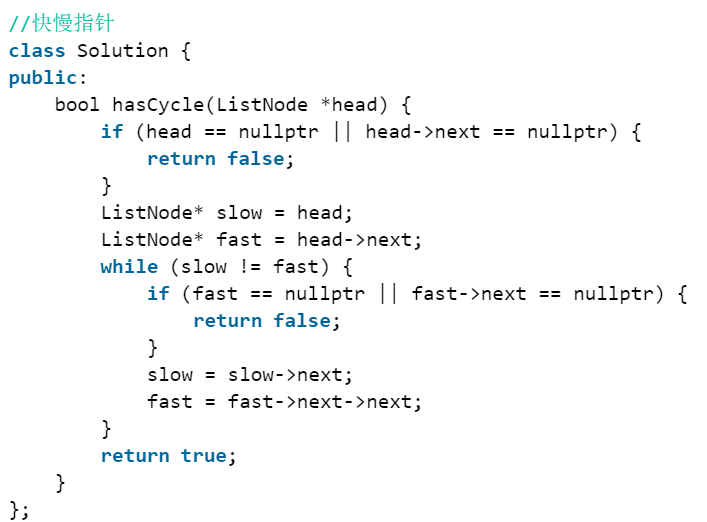 //快慢指针
class Solution {
public:
    bool hasCycle(ListNode *head) {
        if (head == nullptr || head->next == nullptr) {
            return false;
        }
        ListNode* slow = head;
        ListNode* fast = head->next;
        while (slow != fast) {
            if (fast == nullptr || fast->next == nullptr) {
                return false;
            }
            slow = slow->next;
            fast = fast->next->next;
        }
        return true;
    }
};